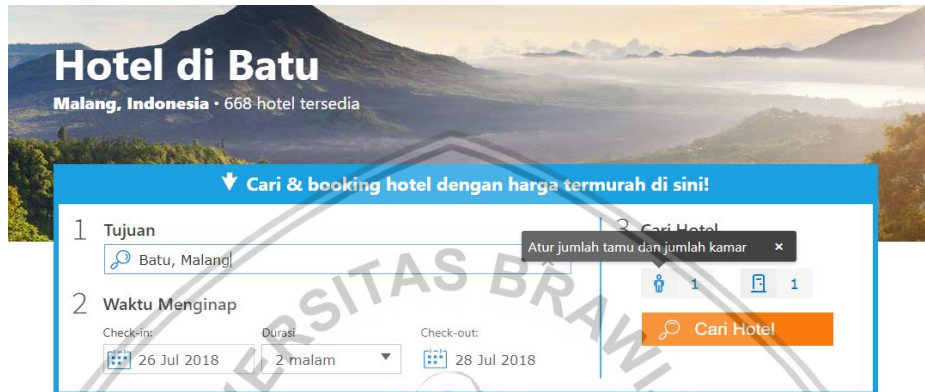 Hotel di Batu
Malang, Indonesia · 668 hotel tersedia
Cari & booking hotel dengan harga termurah di sini!
1 Tujuan
Batu, Malang
2 Waktu Menginap
Check-in:
Durasi
Check-out:
26 Jul 2018
2 malam
28 Jul 2018
3 Cari Hotel
Atur jumlah tamu dan jumlah kamar ×
1
1
Cari Hotel
ERSITAS BRAWI